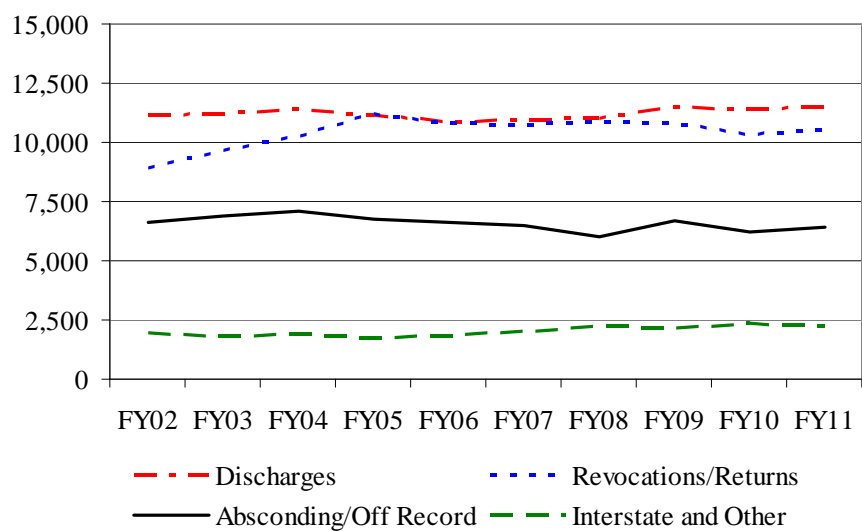 15,000
12,500
10,000
7,500
5,000
2,500
0
FY02 FY03 FY04 FY05 FY06 FY07 FY08 FY09 FY10 FY11
Discharges Revocations/Returns
Absconding/Off Record Interstate and Other